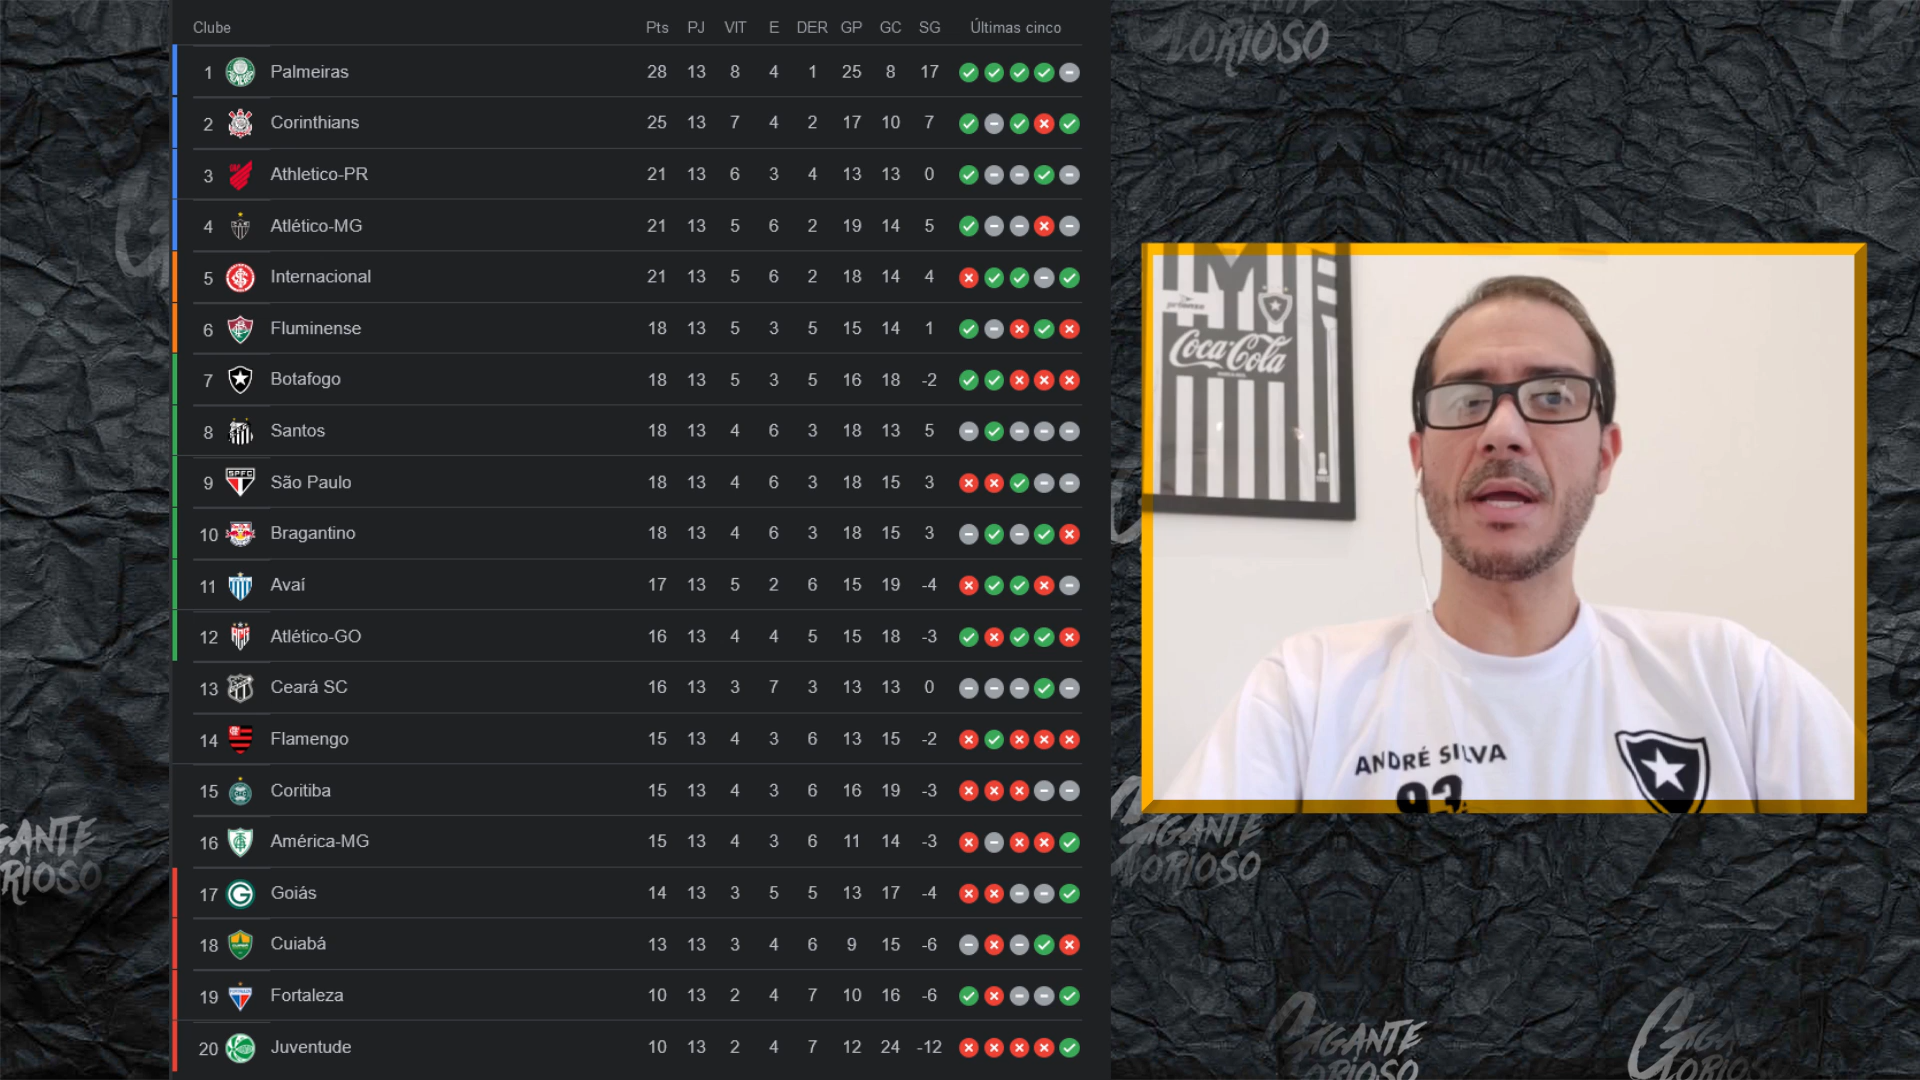 Clube Pts PJ VIT E DER GP GC SG Últimas cinco
1 Palmeiras 28 13 8 4 1 25 8 17
2 Corinthians 25 13 7 4 2 17 10 7
3 Athletico-PR 21 13 6 3 4 13 13 0
4 Atlético-MG 21 13 5 6 2 19 14 5
5 Internacional 21 13 5 6 2 18 14 4
6 Fluminense 18 13 5 3 5 15 14 1
7 Botafogo 18 13 5 3 5 16 18 -2
8 Santos 18 13 4 6 3 18 13 5
9 SPFC São Paulo 18 13 4 6 3 18 15 3
10 Bragantino 18 13 4 6 3 18 15 3
11 Avaí 17 13 5 2 6 15 19 -4
12 Atlético-GO 16 13 4 4 5 15 18 -3
13 Ceará SC 16 13 3 7 3 13 13 0
14 Flamengo 15 13 4 3 6 13 15 -2
15 Coritiba 15 13 4 3 6 16 19 -3
16 América-MG 15 13 4 3 6 11 14 -3
17 Goiás 14 13 3 5 5 13 17 -4
18 Cuiabá 13 13 3 4 6 9 15 -6
19 Fortaleza 10 13 2 4 7 10 16 -6
20 Juventude 10 13 2 4 7 12 24 -12
GLORIOSO
Coca-Cola
ANDRÉ SILVA
93
GIGANTE
GLORIOSO
GIGANTE
GLORIOSO
GIGANTE
GLORIOSO